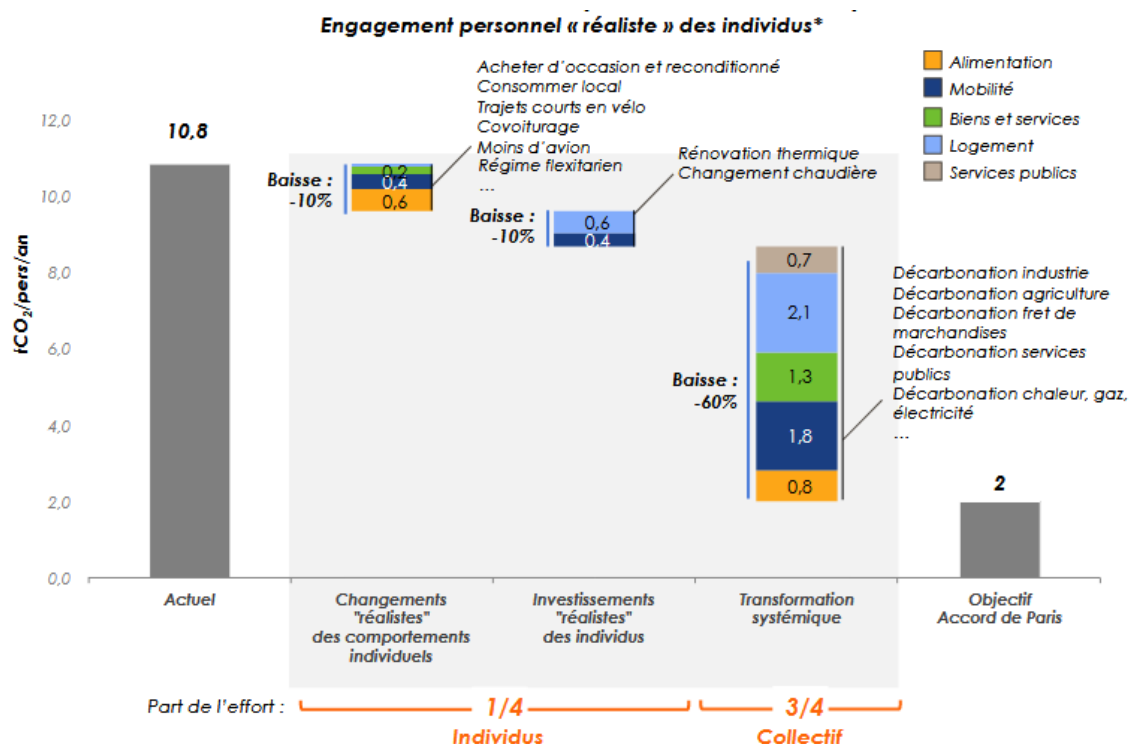 Engagement personnel « réaliste » des individus*
Alimentation
Mobilité
Biens et services
Logement
Services publics
Acheter d'occasion et reconditionné
Consommer local
Trajets courts en vélo
Covoiturage
Moins d'avion
Régime flexitarien
...
Rénovation thermique
Changement chaudière
tCO₂/pers/an
12,0
10,0
8,0
6,0
4,0
2,0
0,0
10,8
Baisse :
-10%
0,2
0,4
0,6
Baisse :
-10%
0,6
0,4
Baisse :
-60%
0,7
2,1
1,3
1,8
0,8
Décarbonation industrie
Décarbonation agriculture
Décarbonation fret de
marchandises
Décarbonation services
publics
Décarbonation chaleur, gaz,
électricité
...
2
Actuel
Changements
"réalistes"
des comportements
individuels
Investissements
"réalistes"
des individus
Transformation
systémique
Objectif
Accord de Paris
Part de l'effort :
1/4
Individus
3/4
Collectif